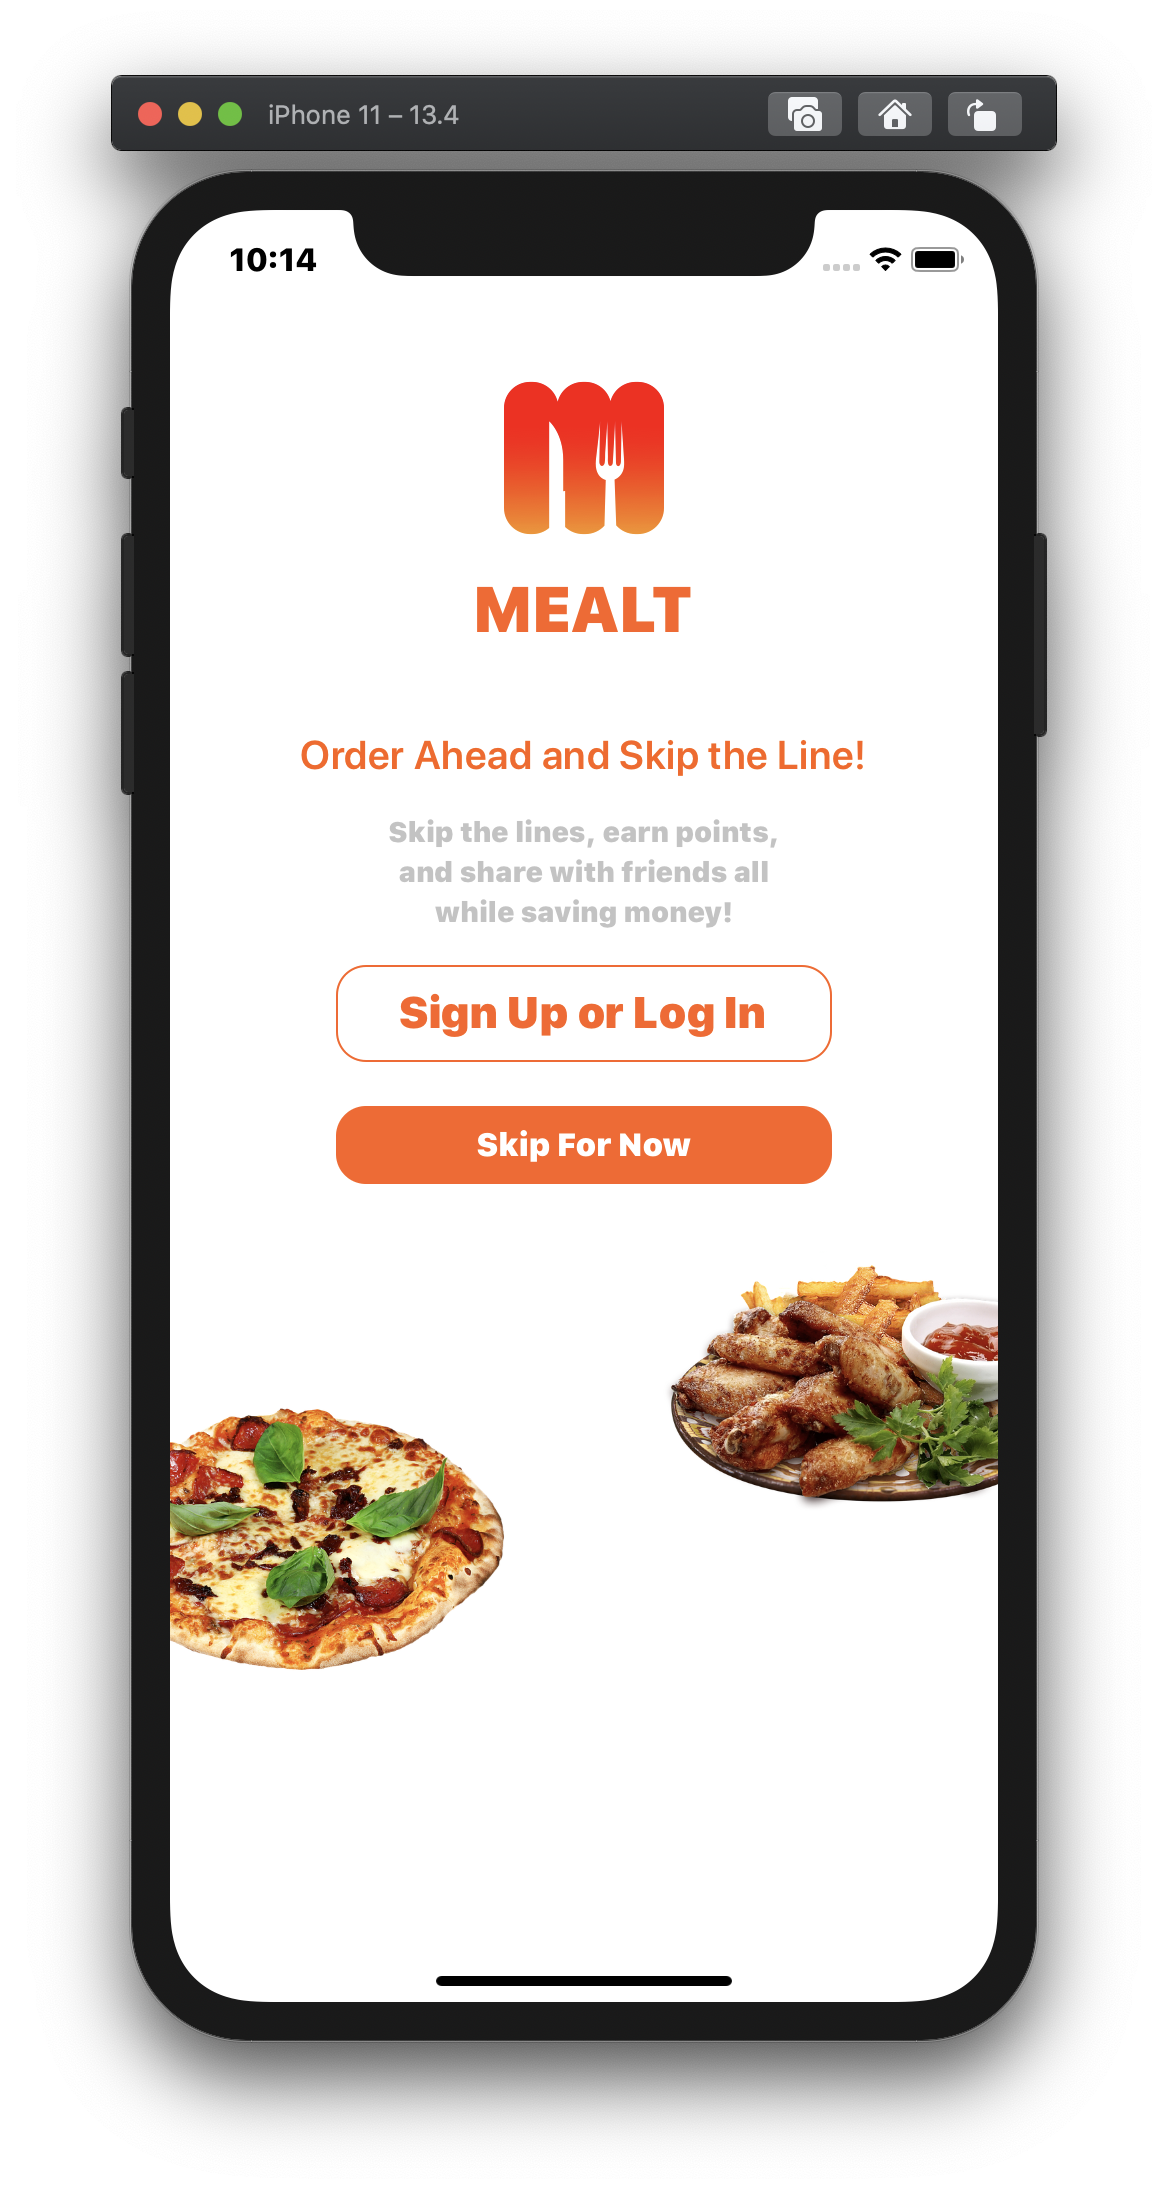 iPhone 11 – 13.4
10:14
MEALT
Order Ahead and Skip the Line!
Skip the lines, earn points,
and share with friends all
while saving money!
Sign Up or Log In
Skip For Now